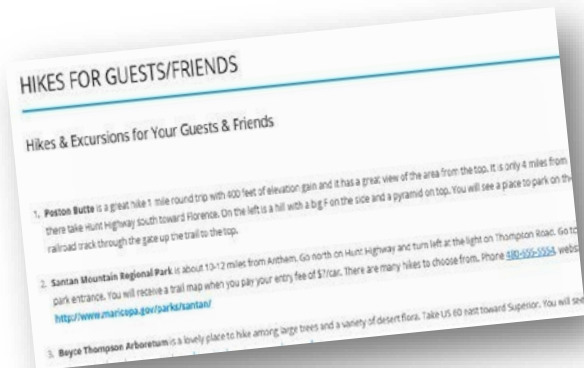 HIKES FOR GUESTS/FRIENDS
Hikes & Excursions for Your Guests & Friends
1. Poston Butte is a great hike 1 mile round trip with 400 feet of elevation gain and it has a great view of the area from the top. It is only 4 miles from
there take Hunt Highway south toward Florence. On the left is a hill with a big F on the side and a pyramid on top. You will see a place to park on the
railroad track through the gate up the trail to the top.
2. Santan Mountain Regional Park is about 10-12 miles from Anthem. Go north on Hunt Highway and turn left at the light on Thompson Road. Go to
park entrance. You will receive a trail map when you pay your entry fee of $7/car. There are many hikes to choose from. Phone
http://www.maricopa.gov/parks/santan/
3. Boyce Thompson Arboretum is a lovely place to hike among large trees and a variety of desert flora. Take US 60 east toward Superior. You will see